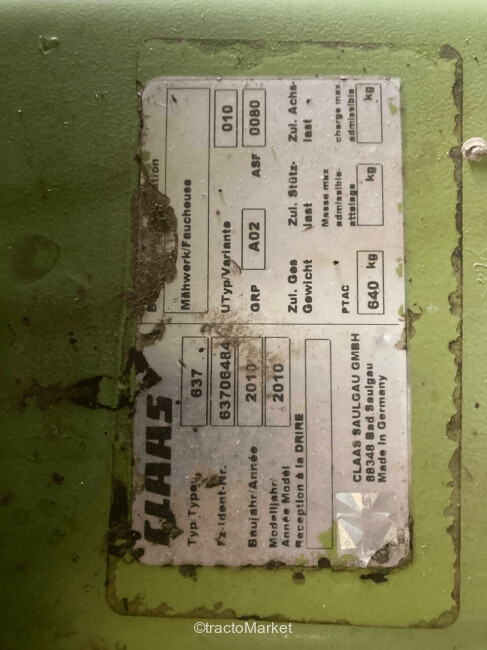 CLAAS
Typ/Type 637
Fz-Ident-Nr. 63706484
Baujahr/Année 2010
Modelljahr/
Année Model 2010
Reception à la DRIRE
CLAAS SAULGAU GMBH
88348 Bad Saulgau
Made in Germany
Mähwerk/Faucheuse
UTyp/Variante 010
GRP A02 ASF 0080
Zul. Ges Gewicht
Zul. Stütz-last
Zul. Achs-last
PTAC
Masse max admissible-attelage
charge max admissible
640 kg
kg
kg
©tractoMarket